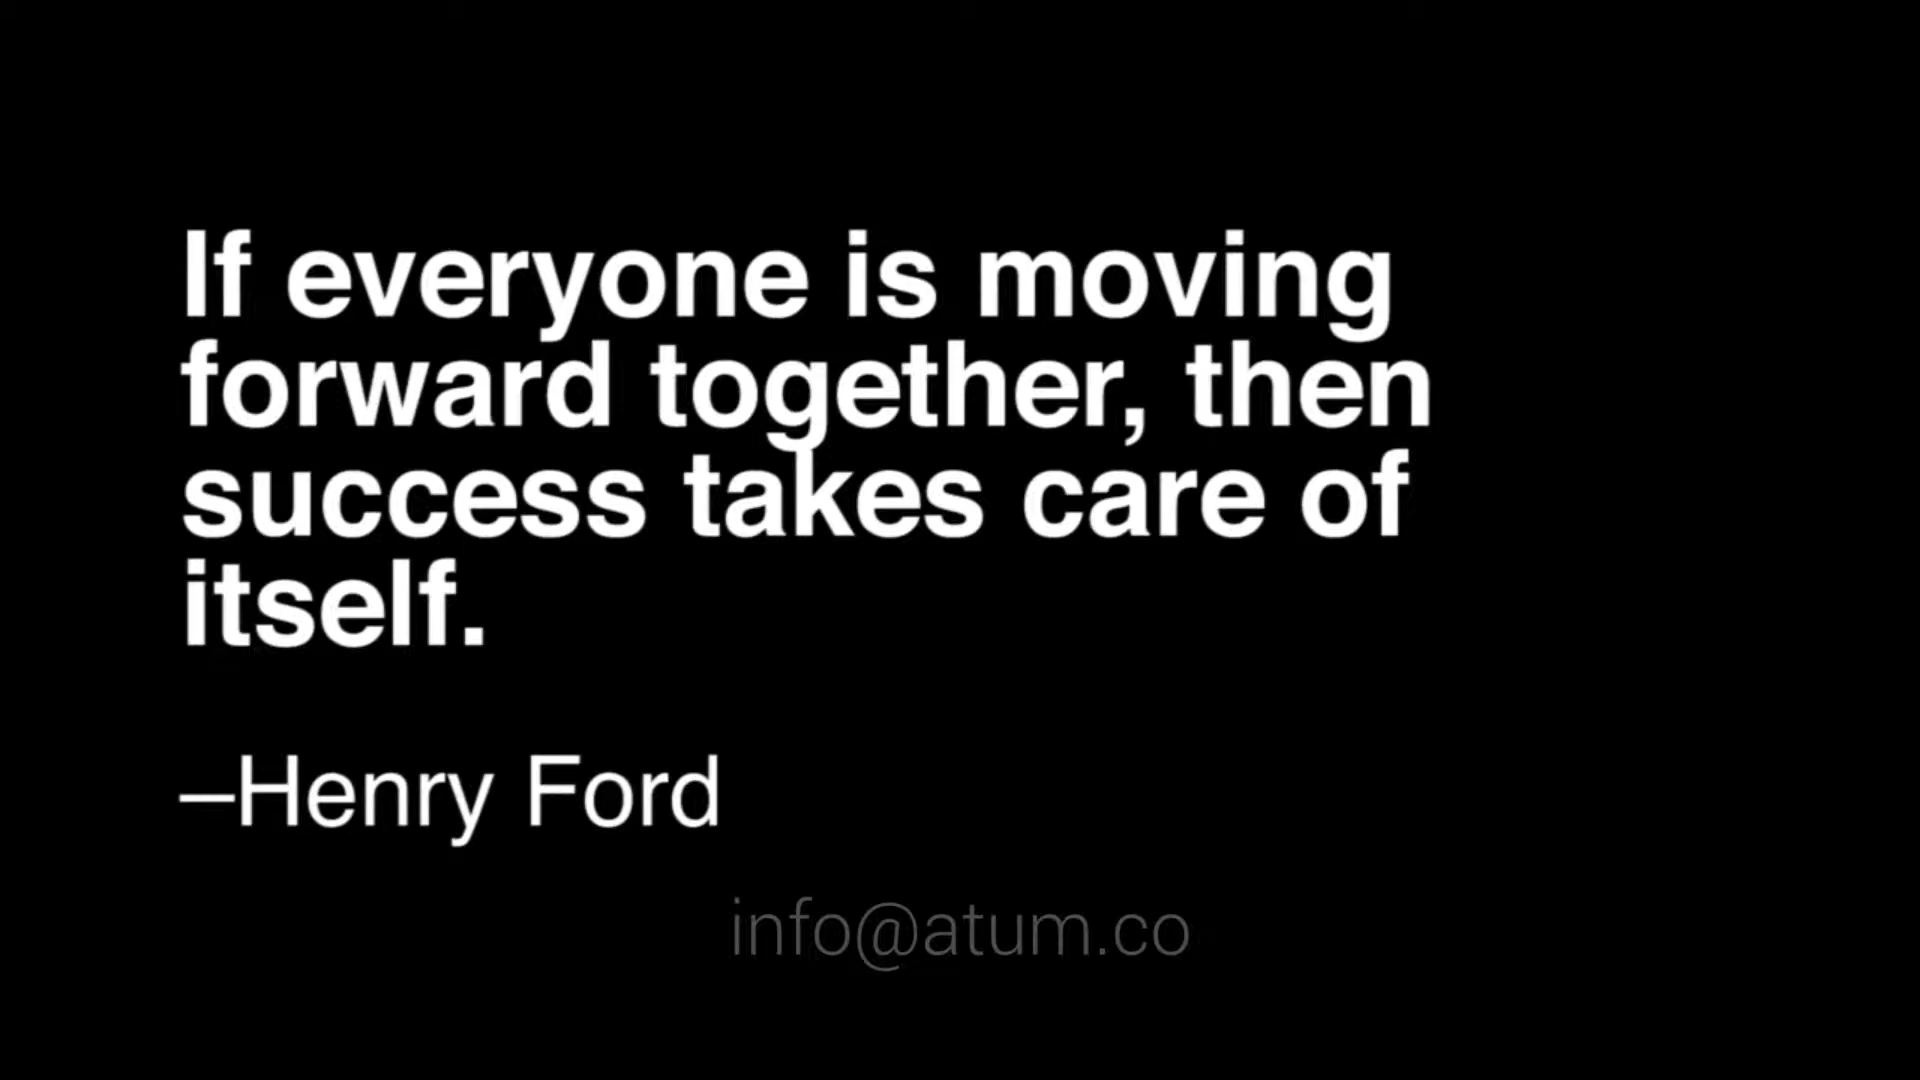 If everyone is moving
forward together, then
success takes care of
itself.
–Henry Ford
info@atum.co